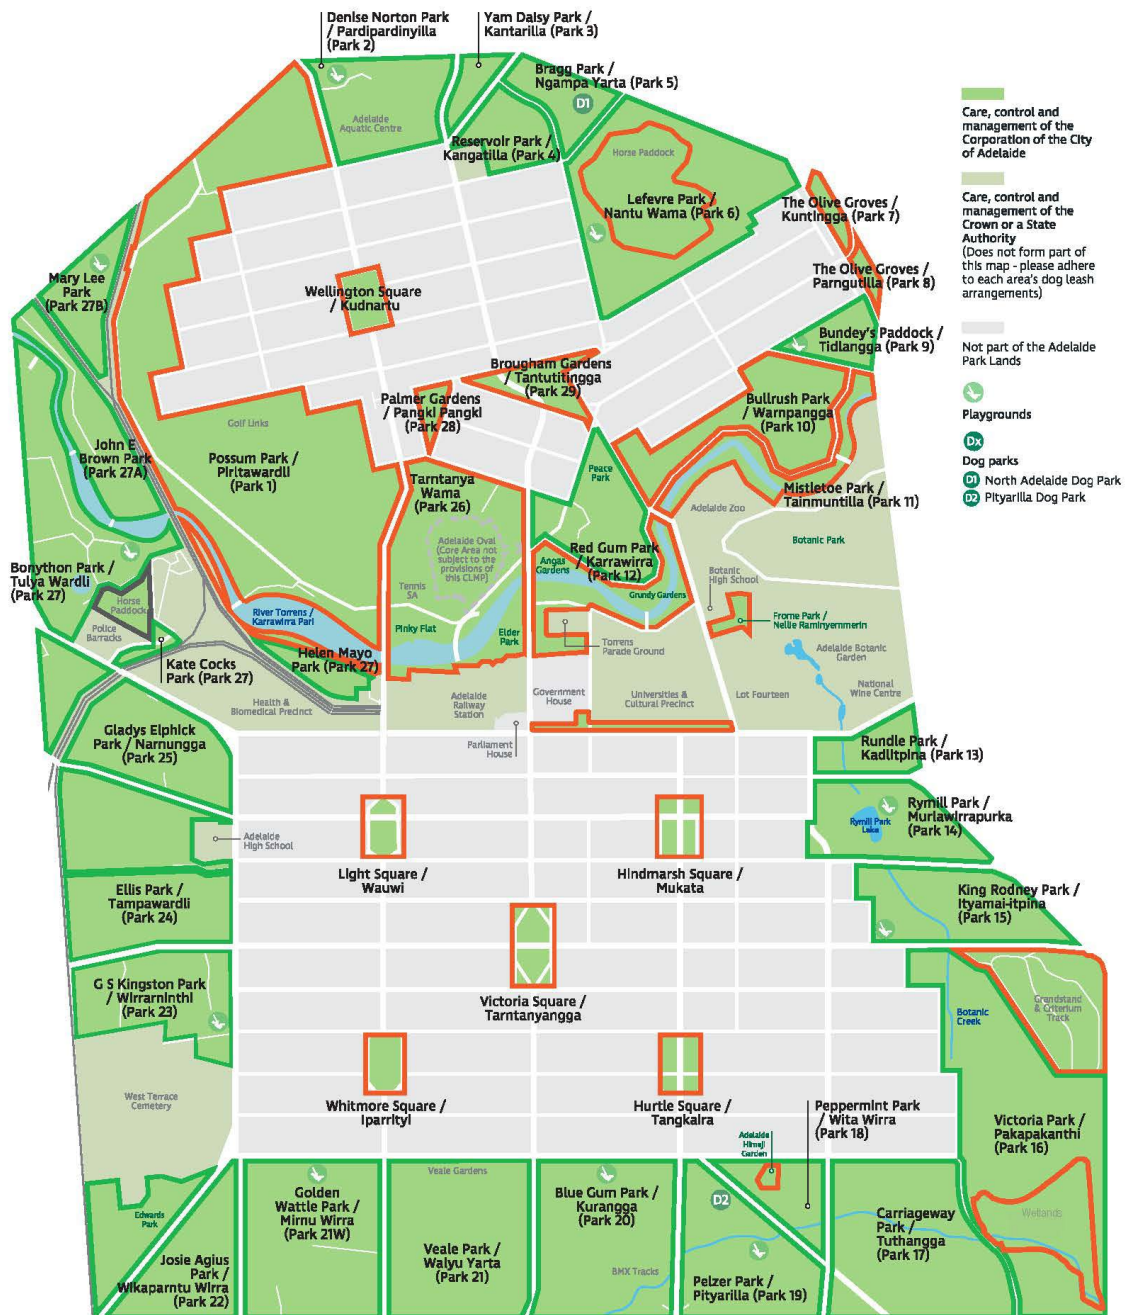 Denise Norton Park
/ Pardipardinyilla
(Park 2)
Yam Daisy Park /
Kantarilla (Park 3)
Bragg Park /
Ngampa Yarta (Park 5)
D1
Adelaide
Aquatic Centre
Reservoir Park /
Kangatilla (Park 4)
Horse Paddock
Lefevre Park /
Nantu Wama (Park 6)
The Olive Groves /
Kuntingga (Park 7)
The Olive Groves /
Parngutilla (Park 8)
Mary Lee
Park
(Park 27B)
Wellington Square
/ Kudnartu
Bundey's Paddock /
Tidlangga (Park 9)
Brougham Gardens
/ Tantutitingga
(Park 29)
Palmer Gardens
/ Pangki Pangki
(Park 28)
Bullrush Park
/ Warnpangga
(Park 10)
Golf Links
John E
Brown Park
(Park 27A)
Possum Park /
Pirltawardli
(Park 1)
Tarntanya
Wama
(Park 26)
Peace
Park
Mistletoe Park /
Tainmuntilla (Park 11)
Adelaide Zoo
Botanic Park
Adelaide Oval
(Core Area not
subject to the
provisions of
this CLMP)
Red Gum Park
/ Karrawirra
(Park 12)
Angas
Gardens
Grundy Gardens
Botanic
High School
Bonython Park /
Tulya Wardli
(Park 27)
Horse
Paddock
Police
Barracks
Tennis
SA
River Torrens /
Karrawirra Pari
Pinky Flat
Elder
Park
Torrens
Parade Ground
Frome Park /
Nellie Raminyemmerin
Helen Mayo
Park (Park 27)
Kate Cocks
Park (Park 27)
Adelaide Botanic
Garden
Health &
Biomedical Precinct
Adelaide
Railway
Station
Government
House
Universities &
Cultural Precinct
Lot Fourteen
National
Wine Centre
Parliament
House
Gladys Elphick
Park / Narnungga
(Park 25)
Rundle Park /
Kadlitpina (Park 13)
Rymill Park /
Murlawirrapurka
(Park 14)
Rymill Park
Lake
Adelaide
High School
Light Square /
Wauwi
Hindmarsh Square /
Mukata
Ellis Park /
Tampawardli
(Park 24)
King Rodney Park /
Ityamai-itpina
(Park 15)
G S Kingston Park
/ Wirrarninthi
(Park 23)
Victoria Square /
Tarntanyangga
Botanic
Creek
Grandstand
& Criterium
Track
West Terrace
Cemetery
Whitmore Square /
Iparrityi
Hurtle Square /
Tangkaira
Peppermint Park
/ Wita Wirra
(Park 18)
Victoria Park /
Pakapakanthi
(Park 16)
Adelaide
Himeji
Garden
Veale Gardens
Edwards
Park
Golden
Wattle Park /
Mirnu Wirra
(Park 21W)
Blue Gum Park /
Kurangga
(Park 20)
D2
Carriageway
Park /
Tuthangga
(Park 17)
Wetlands
Josie Agius
Park /
Wikaparntu Wirra
(Park 22)
Veale Park /
Walyu Yarta
(Park 21)
BMX Tracks
Pelzer Park /
Pityarilla (Park 19)
Care, control and
management of the
Corporation of the City
of Adelaide
Care, control and
management of the
Crown or a State
Authority
(Does not form part of
this map - please adhere
to each area's dog leash
arrangements)
Not part of the Adelaide
Park Lands
Playgrounds
Dx
Dog parks
D1 North Adelaide Dog Park
D2 Pityarilla Dog Park